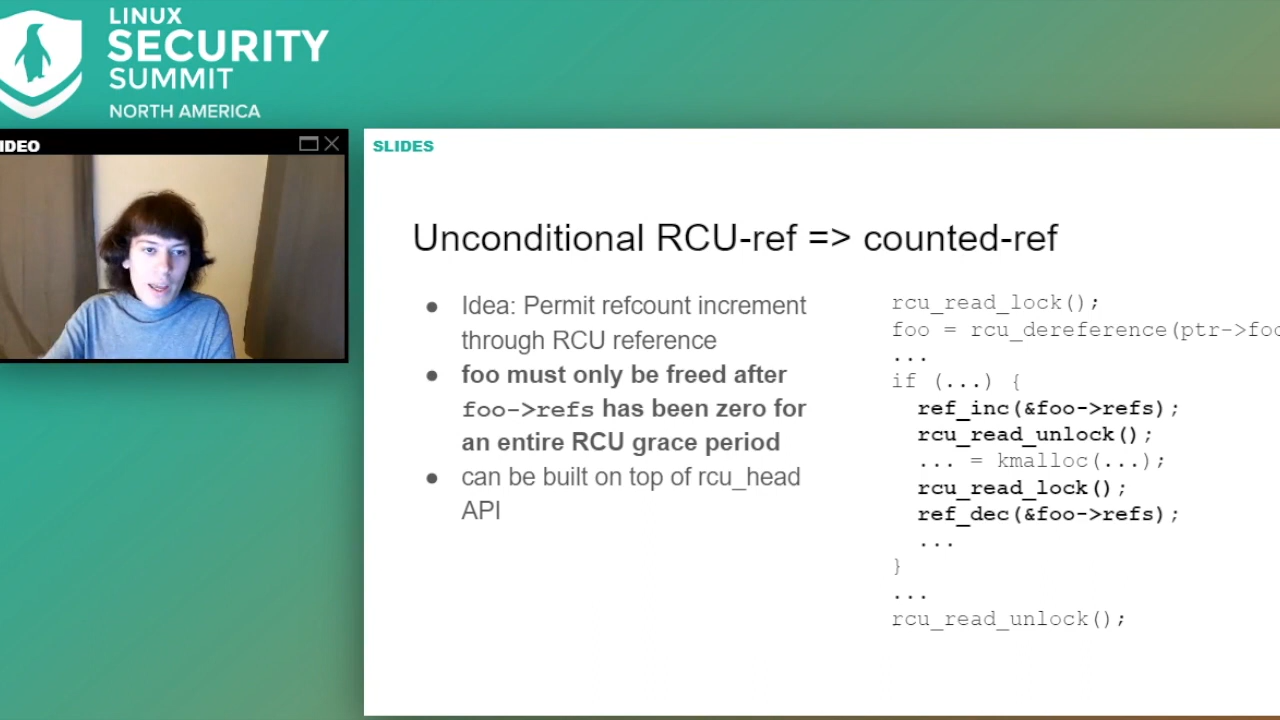 LINUX
SECURITY
SUMMIT
NORTH AMERICA
IDEO
SLIDES
Unconditional RCU-ref => counted-ref
● Idea: Permit refcount increment
through RCU reference
● foo must only be freed after
foo->refs has been zero for
an entire RCU grace period
● can be built on top of rcu_head
API
rcu_read_lock();
foo = rcu_dereference(ptr->foo
...
if (...) {
ref_inc(&foo->refs);
rcu_read_unlock();
... = kmalloc(...);
rcu_read_lock();
ref_dec(&foo->refs);
...
}
...
rcu_read_unlock();